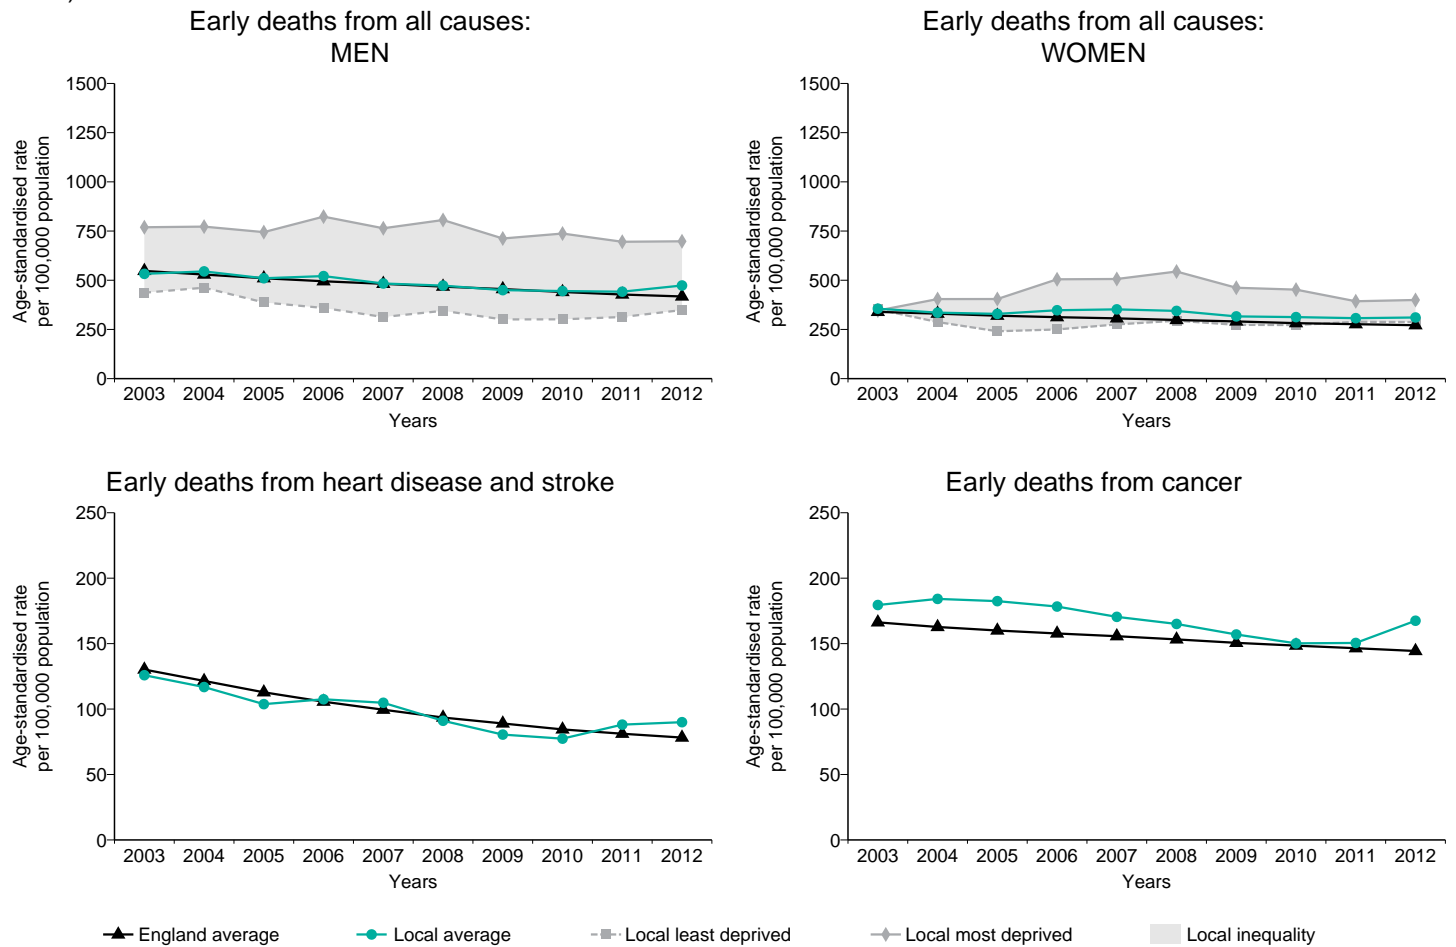 Early deaths from all causes:
MEN
Age-standardised rate
per 100,000 population
1500
1250
1000
750
500
250
0
2003 2004 2005 2006 2007 2008 2009 2010 2011 2012
Years
Early deaths from all causes:
WOMEN
Age-standardised rate
per 100,000 population
1500
1250
1000
750
500
250
0
2003 2004 2005 2006 2007 2008 2009 2010 2011 2012
Years
Early deaths from heart disease and stroke
Age-standardised rate
per 100,000 population
250
200
150
100
50
0
2003 2004 2005 2006 2007 2008 2009 2010 2011 2012
Years
Early deaths from cancer
Age-standardised rate
per 100,000 population
250
200
150
100
50
0
2003 2004 2005 2006 2007 2008 2009 2010 2011 2012
Years
England average Local average Local least deprived Local most deprived Local inequality